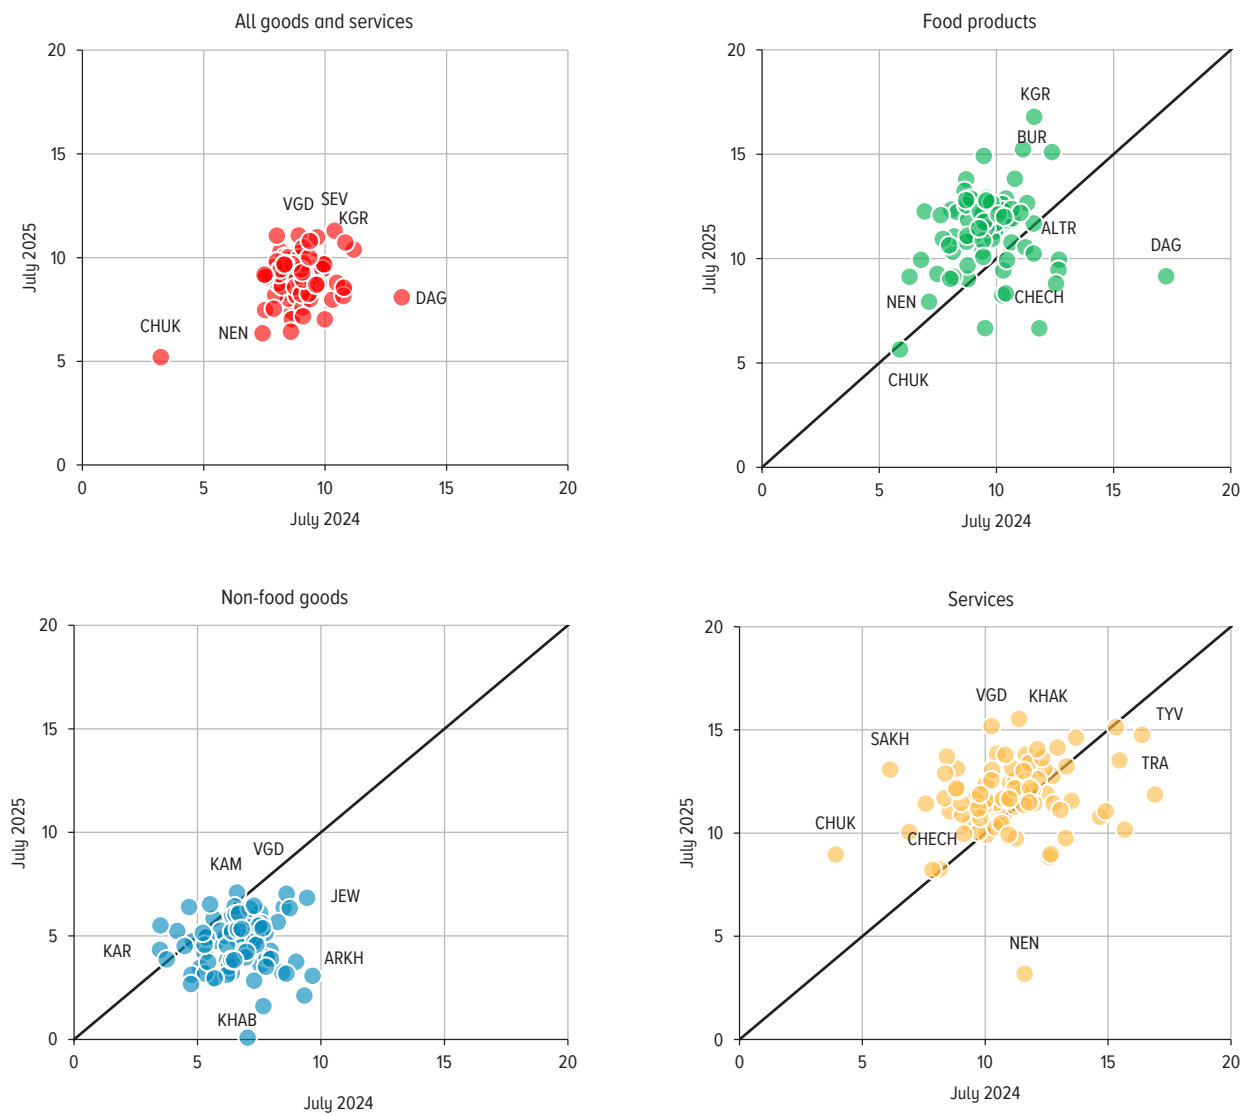 All goods and services
20
15
10
5
0
0
5
10
15
20
July 2025
July 2024
VGD
SEV
KGR
DAG
NEN
CHUK
Food products
20
15
10
5
0
0
5
10
15
20
July 2025
July 2024
KGR
BUR
ALTR
DAG
NEN
CHECH
CHUK
Non-food goods
20
15
10
5
0
0
5
10
15
20
July 2025
July 2024
VGD
KAM
JEW
KAR
ARKH
KHAB
Services
20
15
10
5
0
0
5
10
15
20
July 2025
July 2024
VGD
KHAK
TYV
SAKH
TRA
CHUK
CHECH
NEN